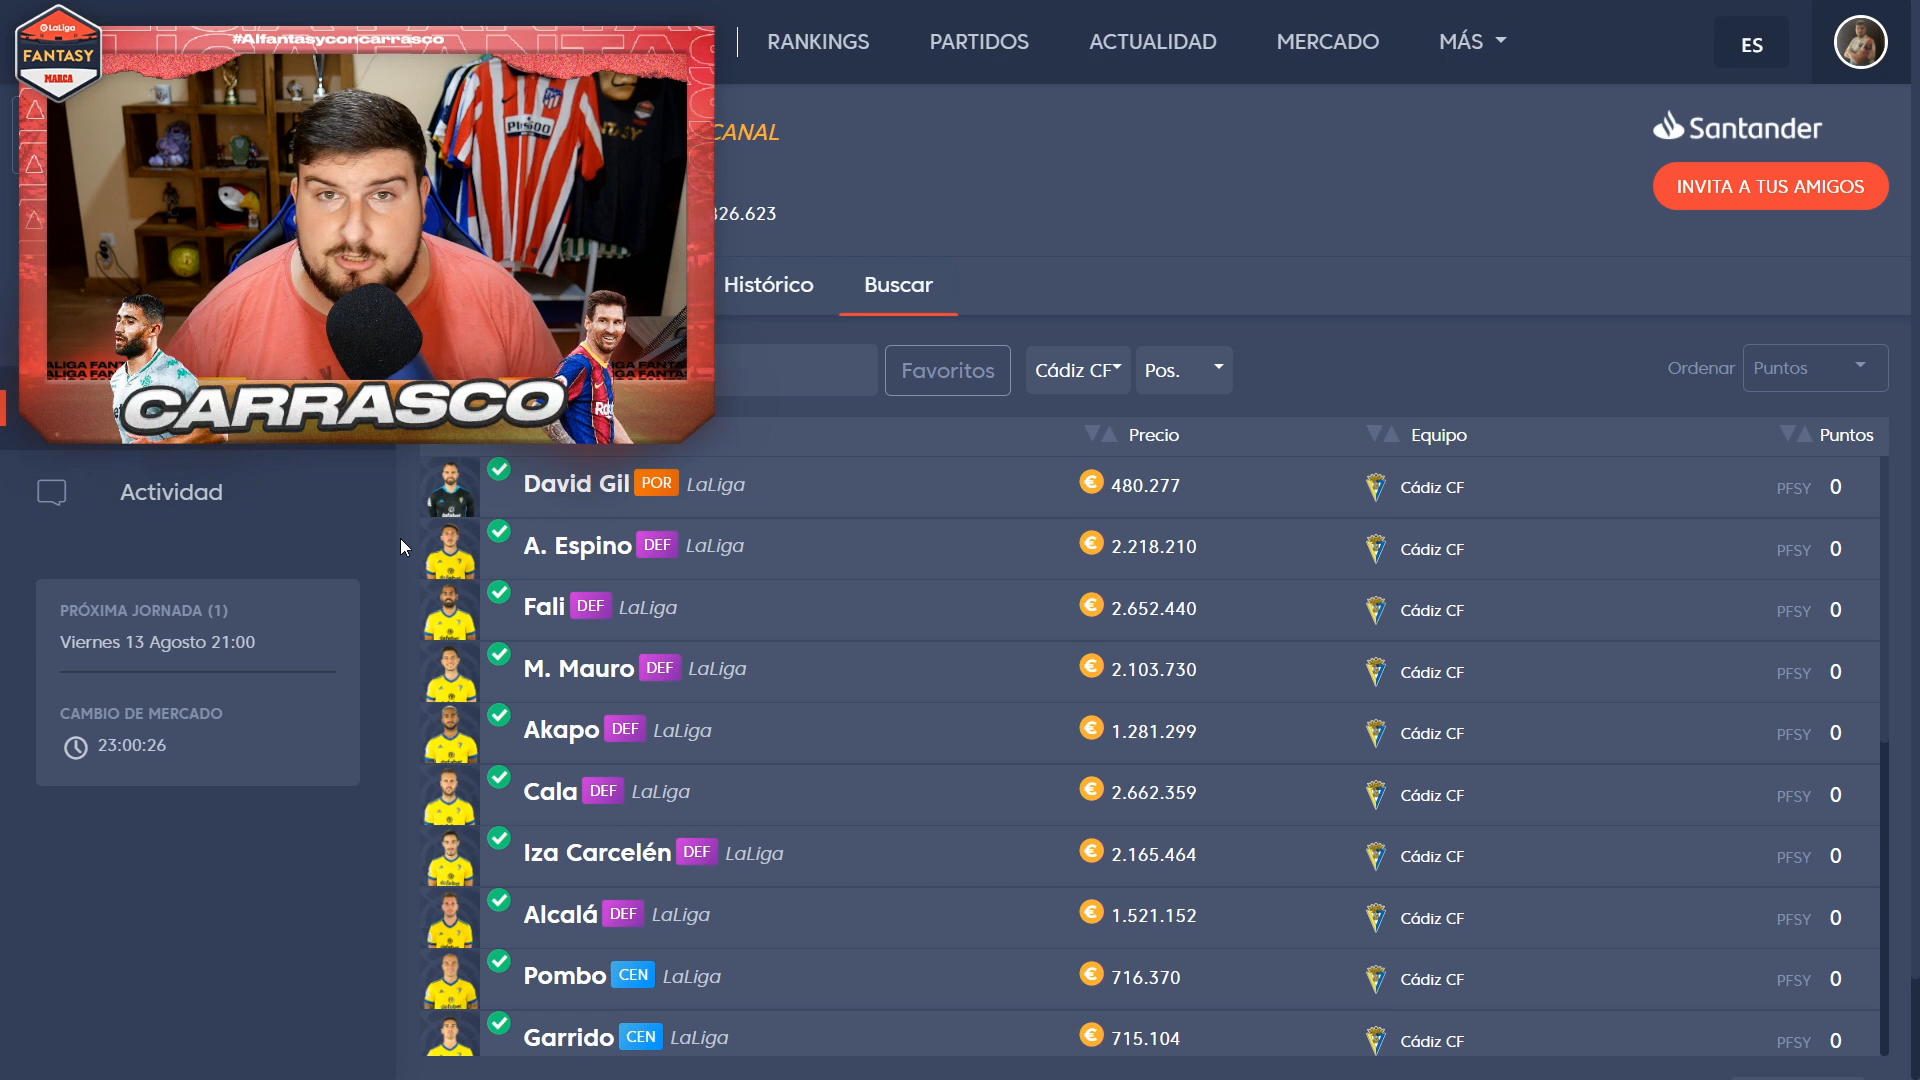 LaLiga
FANTASY
MARCA
#Alfantasyconcarrasco
Plus500
CARRASCO
RANKINGS
PARTIDOS
ACTUALIDAD
MERCADO
MÁS
ES
CANAL
Santander
INVITA A TUS AMIGOS
326.623
Histórico
Buscar
Favoritos
Cádiz CF
Pos.
Ordenar
Puntos
Precio
Equipo
Puntos
Actividad
PRÓXIMA JORNADA (1)
Viernes 13 Agosto 21:00
CAMBIO DE MERCADO
23:00:26
David Gil POR LaLiga 480.277 Cádiz CF PFSY 0
A. Espino DEF LaLiga 2.218.210 Cádiz CF PFSY 0
Fali DEF LaLiga 2.652.440 Cádiz CF PFSY 0
M. Mauro DEF LaLiga 2.103.730 Cádiz CF PFSY 0
Akapo DEF LaLiga 1.281.299 Cádiz CF PFSY 0
Cala DEF LaLiga 2.662.359 Cádiz CF PFSY 0
Iza Carcelén DEF LaLiga 2.165.464 Cádiz CF PFSY 0
Alcalá DEF LaLiga 1.521.152 Cádiz CF PFSY 0
Pombo CEN LaLiga 716.370 Cádiz CF PFSY 0
Garrido CEN LaLiga 715.104 Cádiz CF PFSY 0